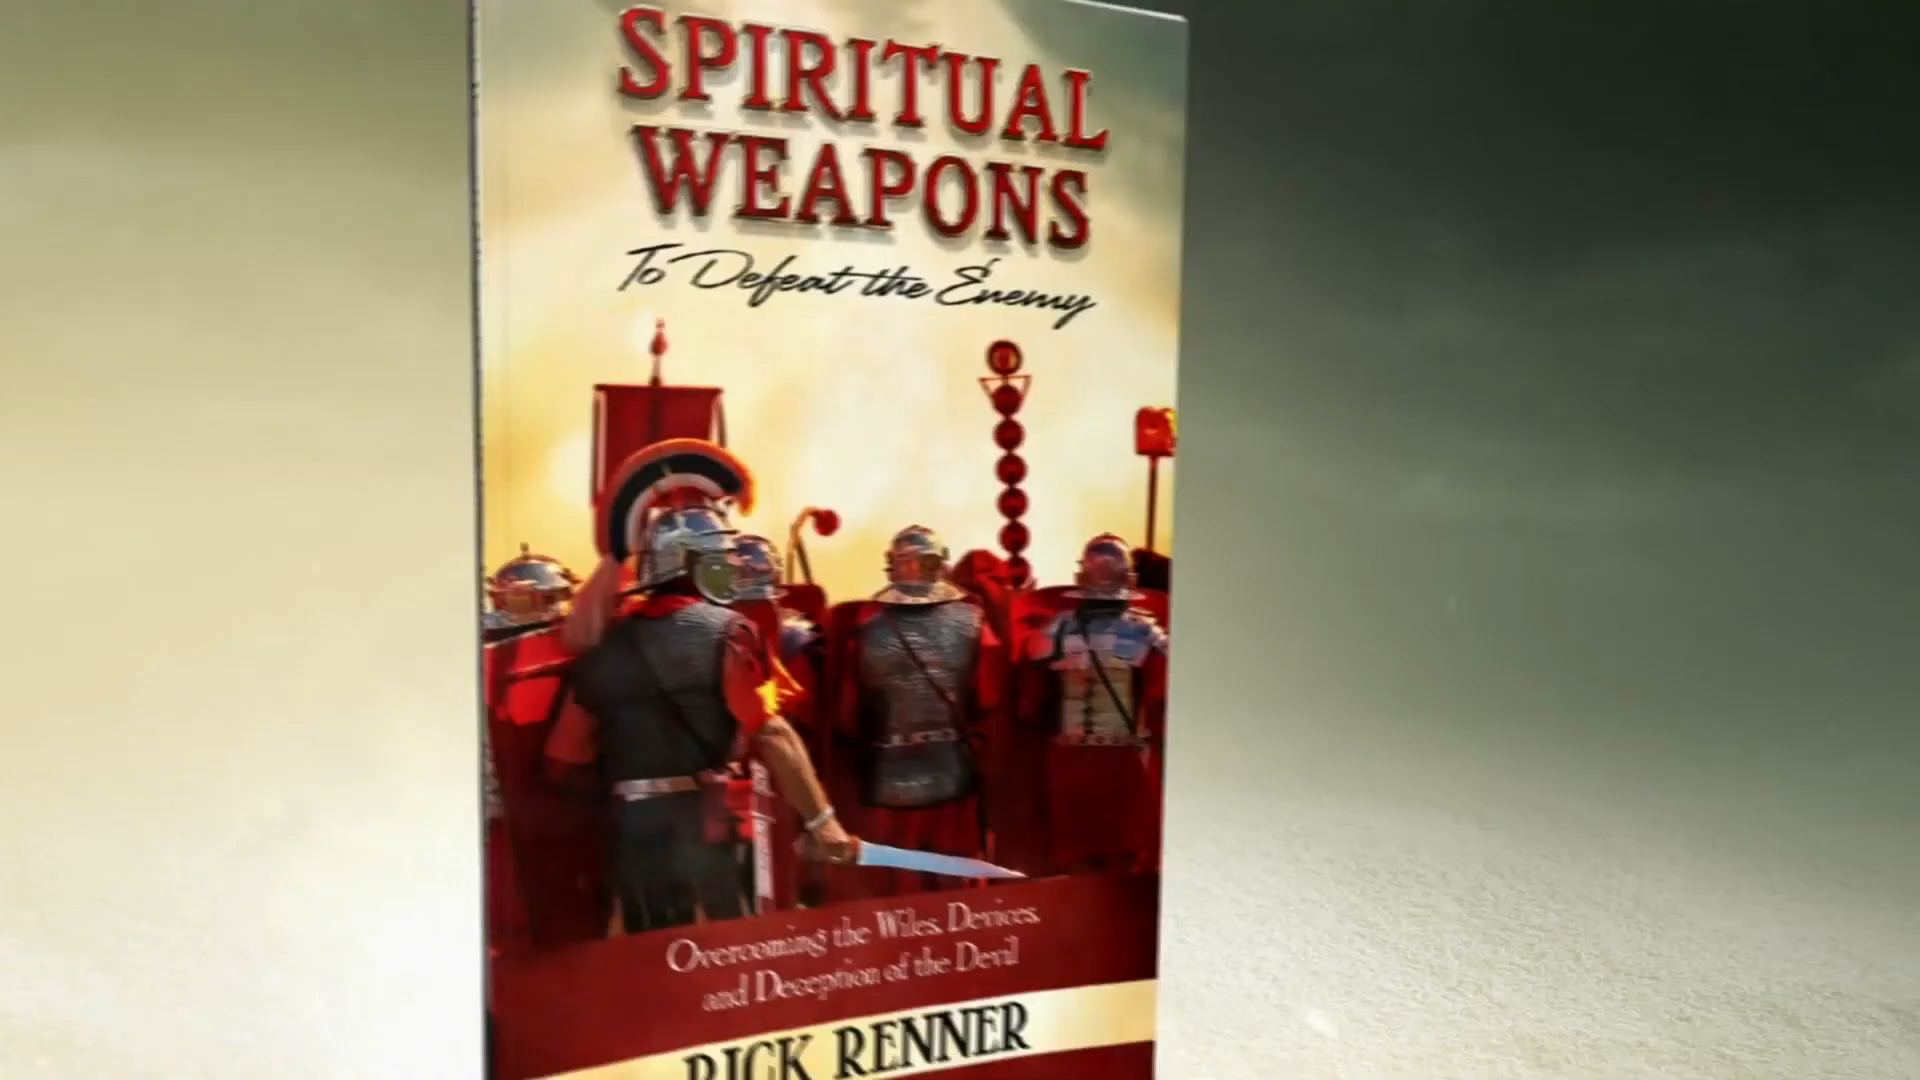 SPIRITUAL
WEAPONS
To Defeat the Enemy
Overcoming the Wiles, Devices,
and Deception of the Devil
RICK RENNER